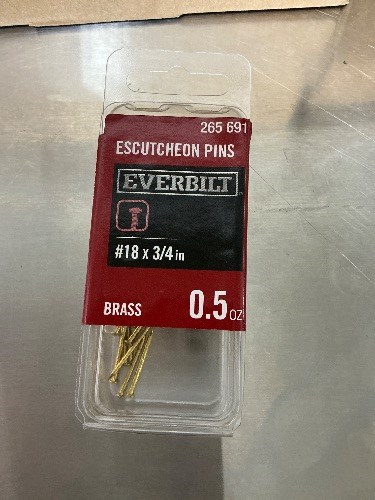 265 691
ESCUTCHEON PINS
EVERBILT
#18 x 3/4 in
BRASS 0.5 oz